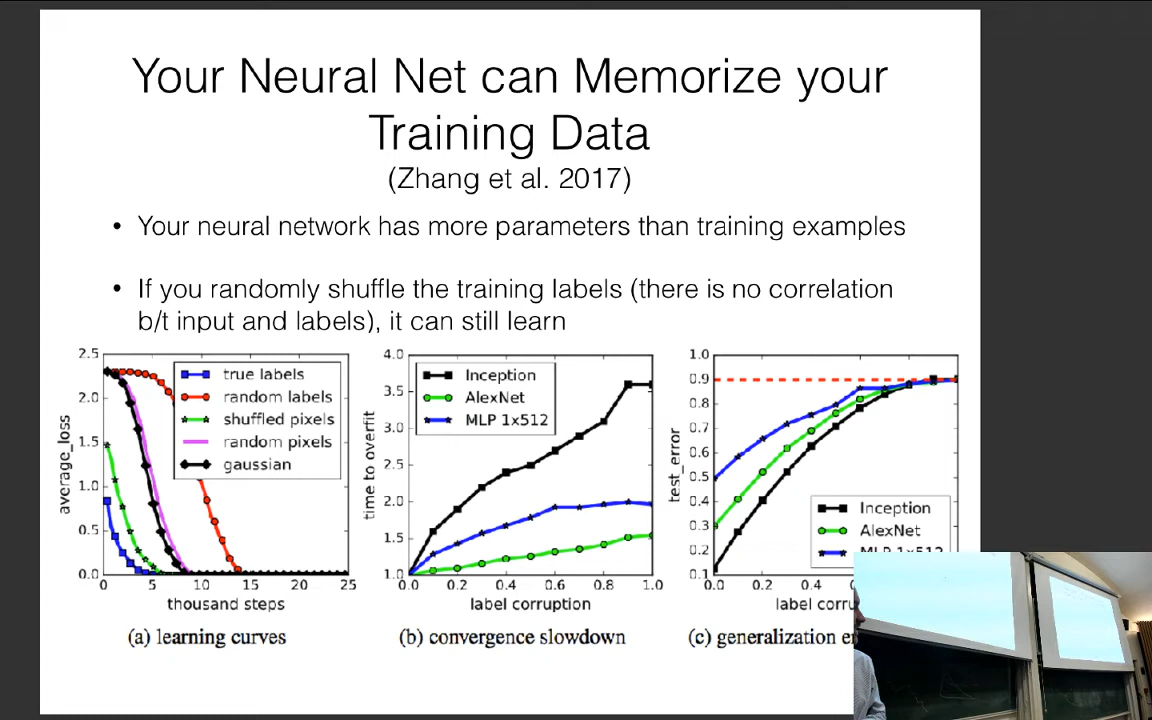 Your Neural Net can Memorize your
Training Data
(Zhang et al. 2017)
• Your neural network has more parameters than training examples
• If you randomly shuffle the training labels (there is no correlation
b/t input and labels), it can still learn
2.5
2.0
1.5
1.0
0.5
0.0
0
5
10
15
20
25
average_loss
thousand steps
true labels
random labels
shuffled pixels
random pixels
gaussian
(a) learning curves
4.0
3.5
3.0
2.5
2.0
1.5
1.0
0.0
0.2
0.4
0.6
0.8
1.0
time to overfit
label corruption
Inception
AlexNet
MLP 1x512
(b) convergence slowdown
1.0
0.9
0.8
0.7
0.6
0.5
0.4
0.3
0.2
0.1
0.0
0.2
0.4
test_error
label corru
Inception
AlexNet
MLP 1x512
(c) generalization e